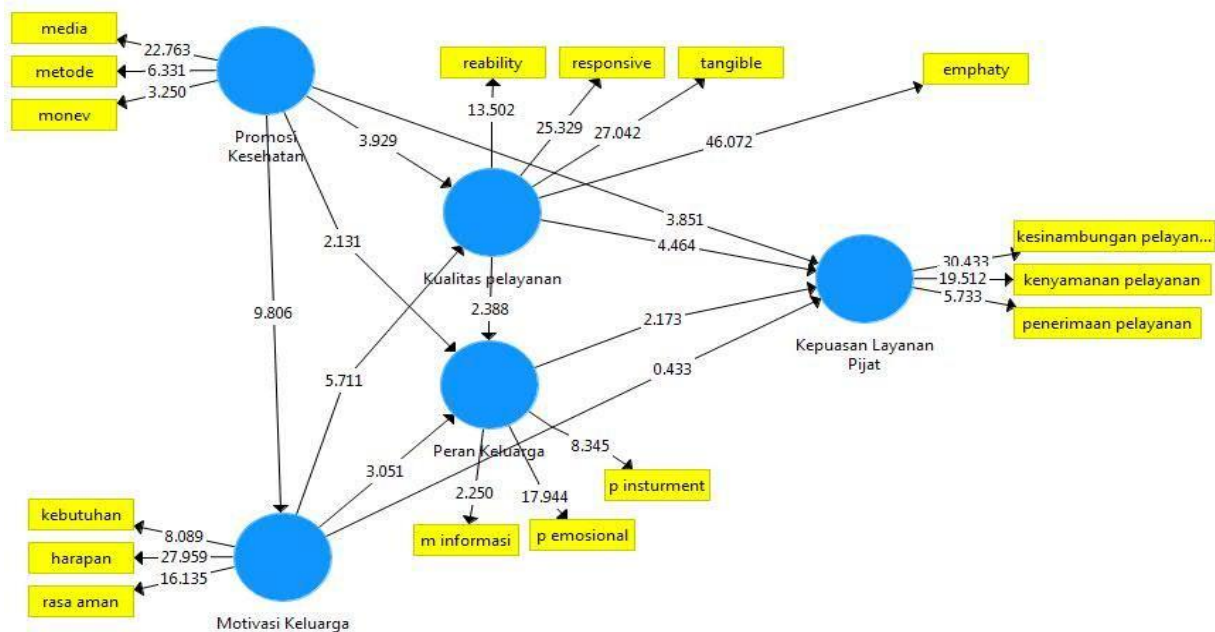 media
22.763
metode
6.331
monev
3.250
Promosi
Kesehatan
reability
responsive
tangible
emphaty
13.502
25.329
27.042
46.072
3.929
Kualitas pelayanan
3.851
4.464
2.131
2.388
9.806
5.711
kesinambungan pelayan...
30.433
kenyamanan pelayanan
19.512
penerimaan pelayanan
5.733
Kepuasan Layanan
Pijat
2.173
0.433
Peran Keluarga
3.051
8.345
2.250
17.944
p insturment
m informasi
p emosional
kebutuhan
8.089
harapan
27.959
rasa aman
16.135
Motivasi Keluarga